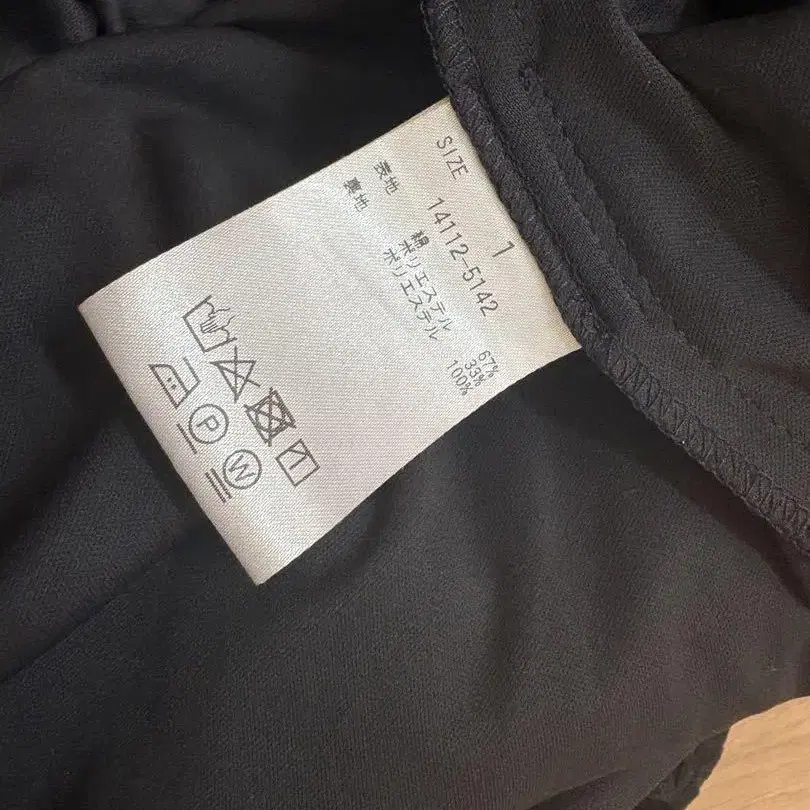 SIZE 1
14112-5142
表地 綿 67%
ポリエステル 33%
裏地 ポリエステル 100%
P
W